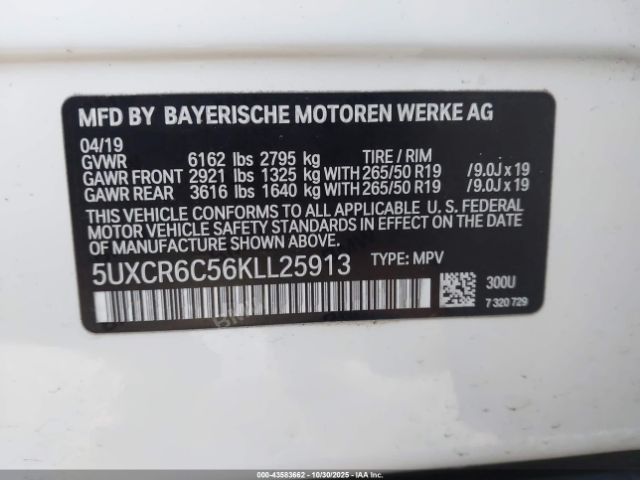 MFD BY BAYERISCHE MOTOREN WERKE AG
04/19
GVWR 6162 lbs 2795 kg TIRE / RIM
GAWR FRONT 2921 lbs 1325 kg WITH 265/50 R19 / 9.0J x 19
GAWR REAR 3616 lbs 1640 kg WITH 265/50 R19 / 9.0J x 19
THIS VEHICLE CONFORMS TO ALL APPLICABLE U. S. FEDERAL
MOTOR VEHICLE SAFETY STANDARDS IN EFFECT ON THE DATE
OF MANUFACTURE SHOWN ABOVE.
5UXCR6C56KLL25913 TYPE: MPV
300U
7 320 729
000-43583662 | 10/30/2025 | Copart